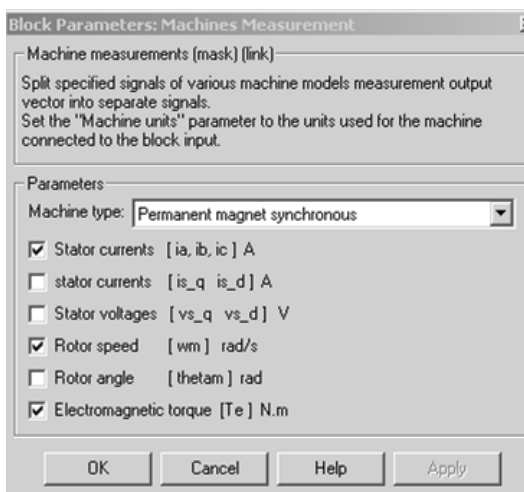 Block Parameters: Machines Measurement
Machine measurements (mask) (link)
Split specified signals of various machine models measurement output
vector into separate signals.
Set the "Machine units" parameter to the units used for the machine
connected to the block input.
Parameters
Machine type: Permanent magnet synchronous
Stator currents [ ia, ib, ic ] A
stator currents [ is_q is_d ] A
Stator voltages [ vs_q vs_d ] V
Rotor speed [ wm ] rad/s
Rotor angle [ thetam ] rad
Electromagnetic torque [Te ] N.m
OK Cancel Help Apply